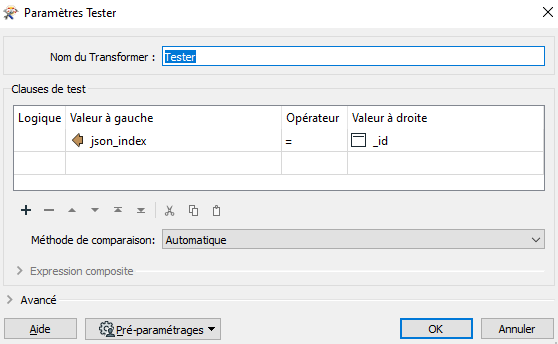 Paramètres Tester
Nom du Transformer : Tester
Clauses de test
Logique Valeur à gauche Opérateur Valeur à droite
json_index = _id
Méthode de comparaison: Automatique
Expression composite
Avancé
Aide Pré-paramétrages OK Annuler